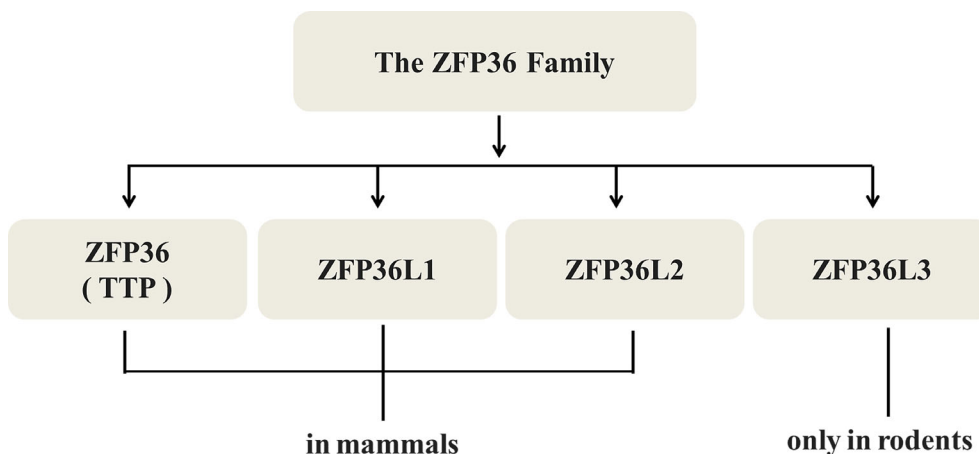 The ZFP36 Family
ZFP36
( TTP )
ZFP36L1
ZFP36L2
ZFP36L3
in mammals
only in rodents